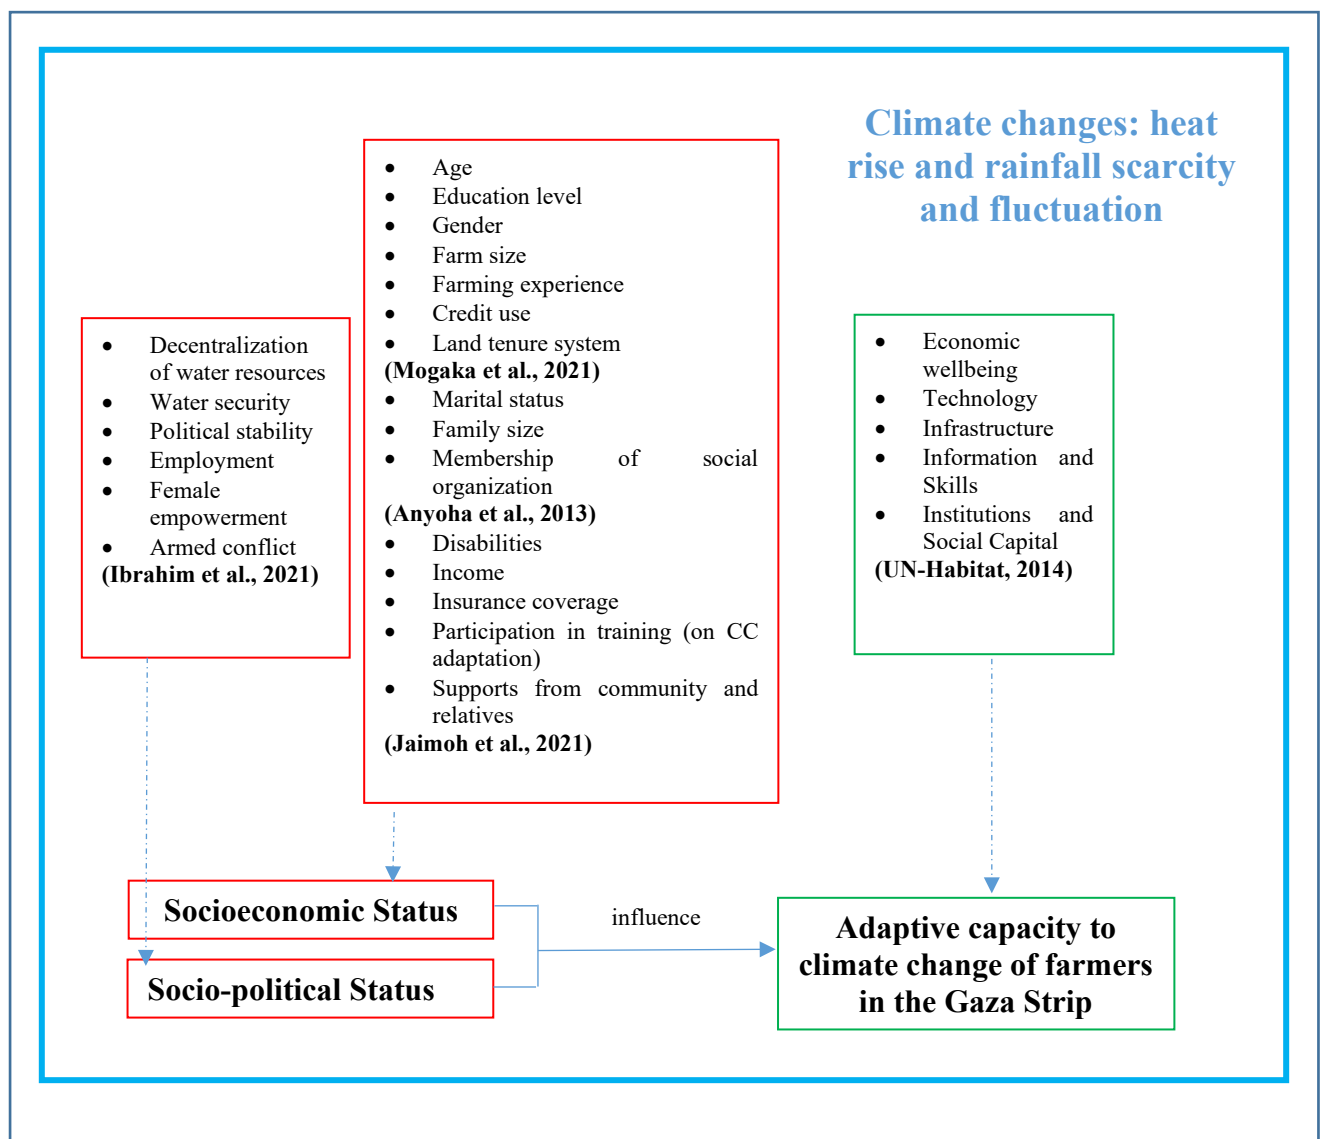 Climate changes: heat
rise and rainfall scarcity
and fluctuation
• Decentralization
of water resources
• Water security
• Political stability
• Employment
• Female
empowerment
• Armed conflict
(Ibrahim et al., 2021)
• Age
• Education level
• Gender
• Farm size
• Farming experience
• Credit use
• Land tenure system
(Mogaka et al., 2021)
• Marital status
• Family size
• Membership of social
organization
(Anyoha et al., 2013)
• Disabilities
• Income
• Insurance coverage
• Participation in training (on CC
adaptation)
• Supports from community and
relatives
(Jaimoh et al., 2021)
• Economic
wellbeing
• Technology
• Infrastructure
• Information and
Skills
• Institutions and
Social Capital
(UN-Habitat, 2014)
Socioeconomic Status
Socio-political Status
influence
Adaptive capacity to
climate change of farmers
in the Gaza Strip